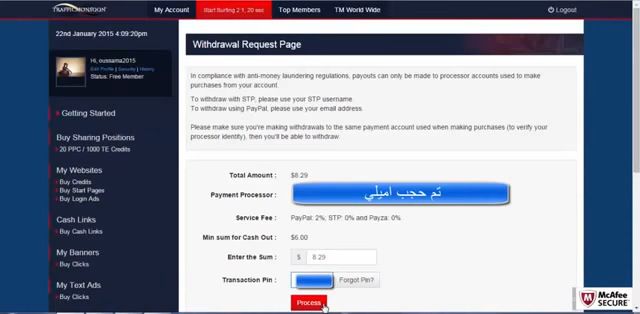 TRAFFICMONSOON
My Account
Start Surfing 2 1, 20 sec
Top Members
TM World Wide
Logout
22nd January 2015 4:09:20pm
Hi, oussama2015
Edit Profile | Security | History
Status: Free Member
Getting Started
Buy Sharing Positions
20 PPC / 1000 TE Credits
My Websites
Buy Credits
Buy Start Pages
Buy Login Ads
Cash Links
Buy Cash Links
My Banners
Buy Clicks
My Text Ads
Buy Clicks
Withdrawal Request Page
In compliance with anti-money laundering regulations, payouts can only be made to processor accounts used to make
purchases from your account.
To withdraw with STP, please use your STP username.
To withdraw using PayPal, please use your email address.
Please make sure you're making withdrawals to the same payment account used when making purchases (to verify your
processor identity), then you'll be able to withdraw.
Total Amount : $8.29
Payment Processor :
تم حجب اميلي
Service Fee : PayPal: 2%, STP: 0% and Payza: 0%
Min sum for Cash Out : $6.00
Enter the Sum : $ 8.29
Transaction Pin : Forgot Pin?
Process
McAfee
SECURE